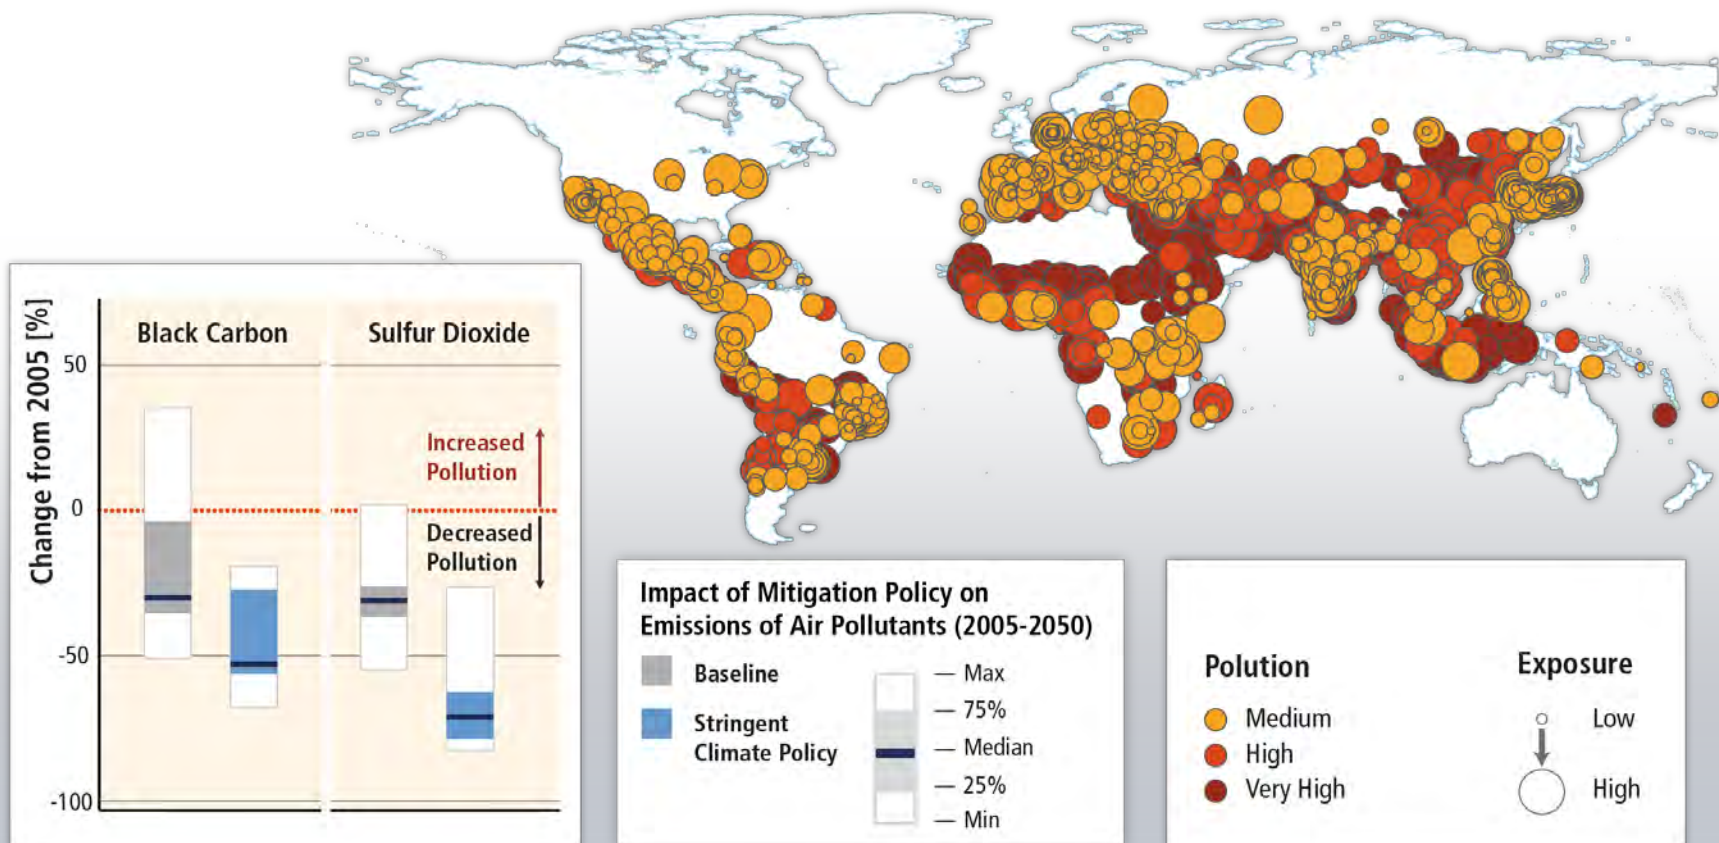 Change from 2005 [%]
Black Carbon
Sulfur Dioxide
50
0
-50
-100
Increased
Pollution
Decreased
Pollution
Impact of Mitigation Policy on
Emissions of Air Pollutants (2005-2050)
Baseline
Stringent
Climate Policy
— Max
— 75%
— Median
— 25%
— Min
Polution
Medium
High
Very High
Exposure
Low
High